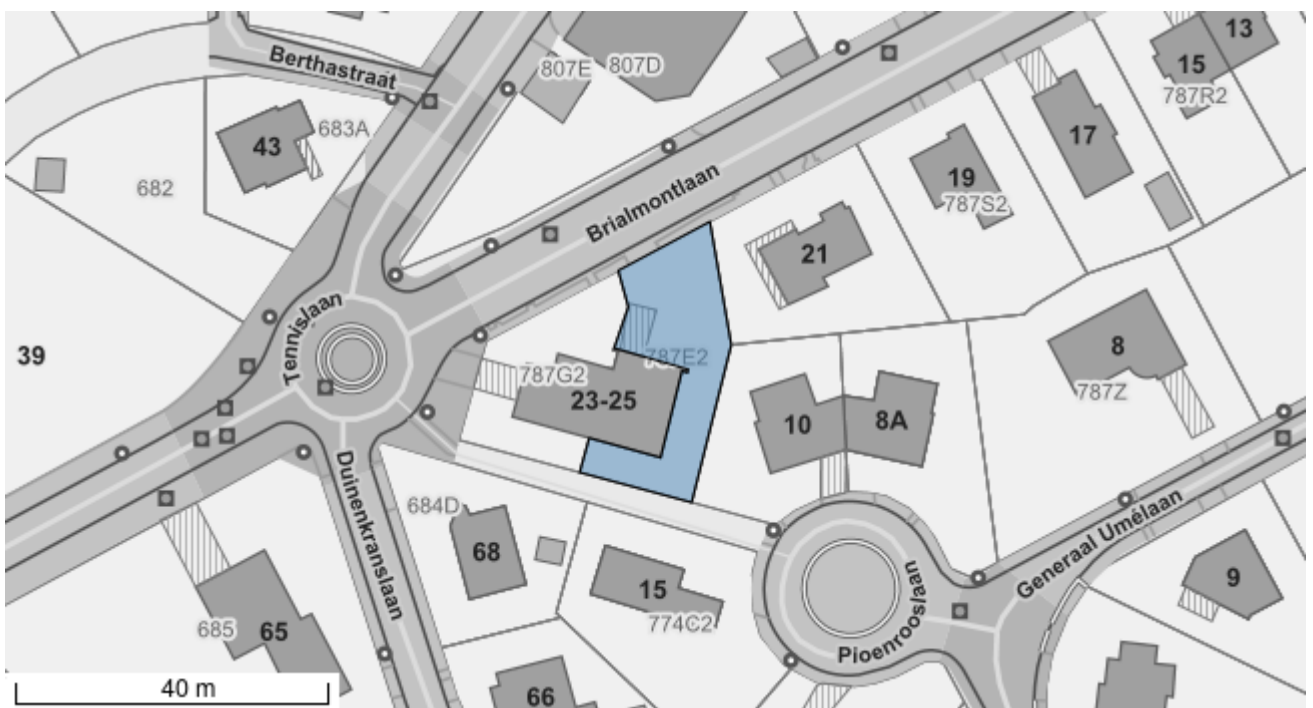 13
Berthastraat
807E
807D
15
787R2
43
683A
17
682
19
787S2
Brialmontlaan
21
39
Tennislaan
787E2
8
787G2
787Z
23-25
10
8A
Duinenkranslaan
684D
Generaal Umélaan
68
15
774C2
Pioenrooslaan
9
685
65
66
40 m